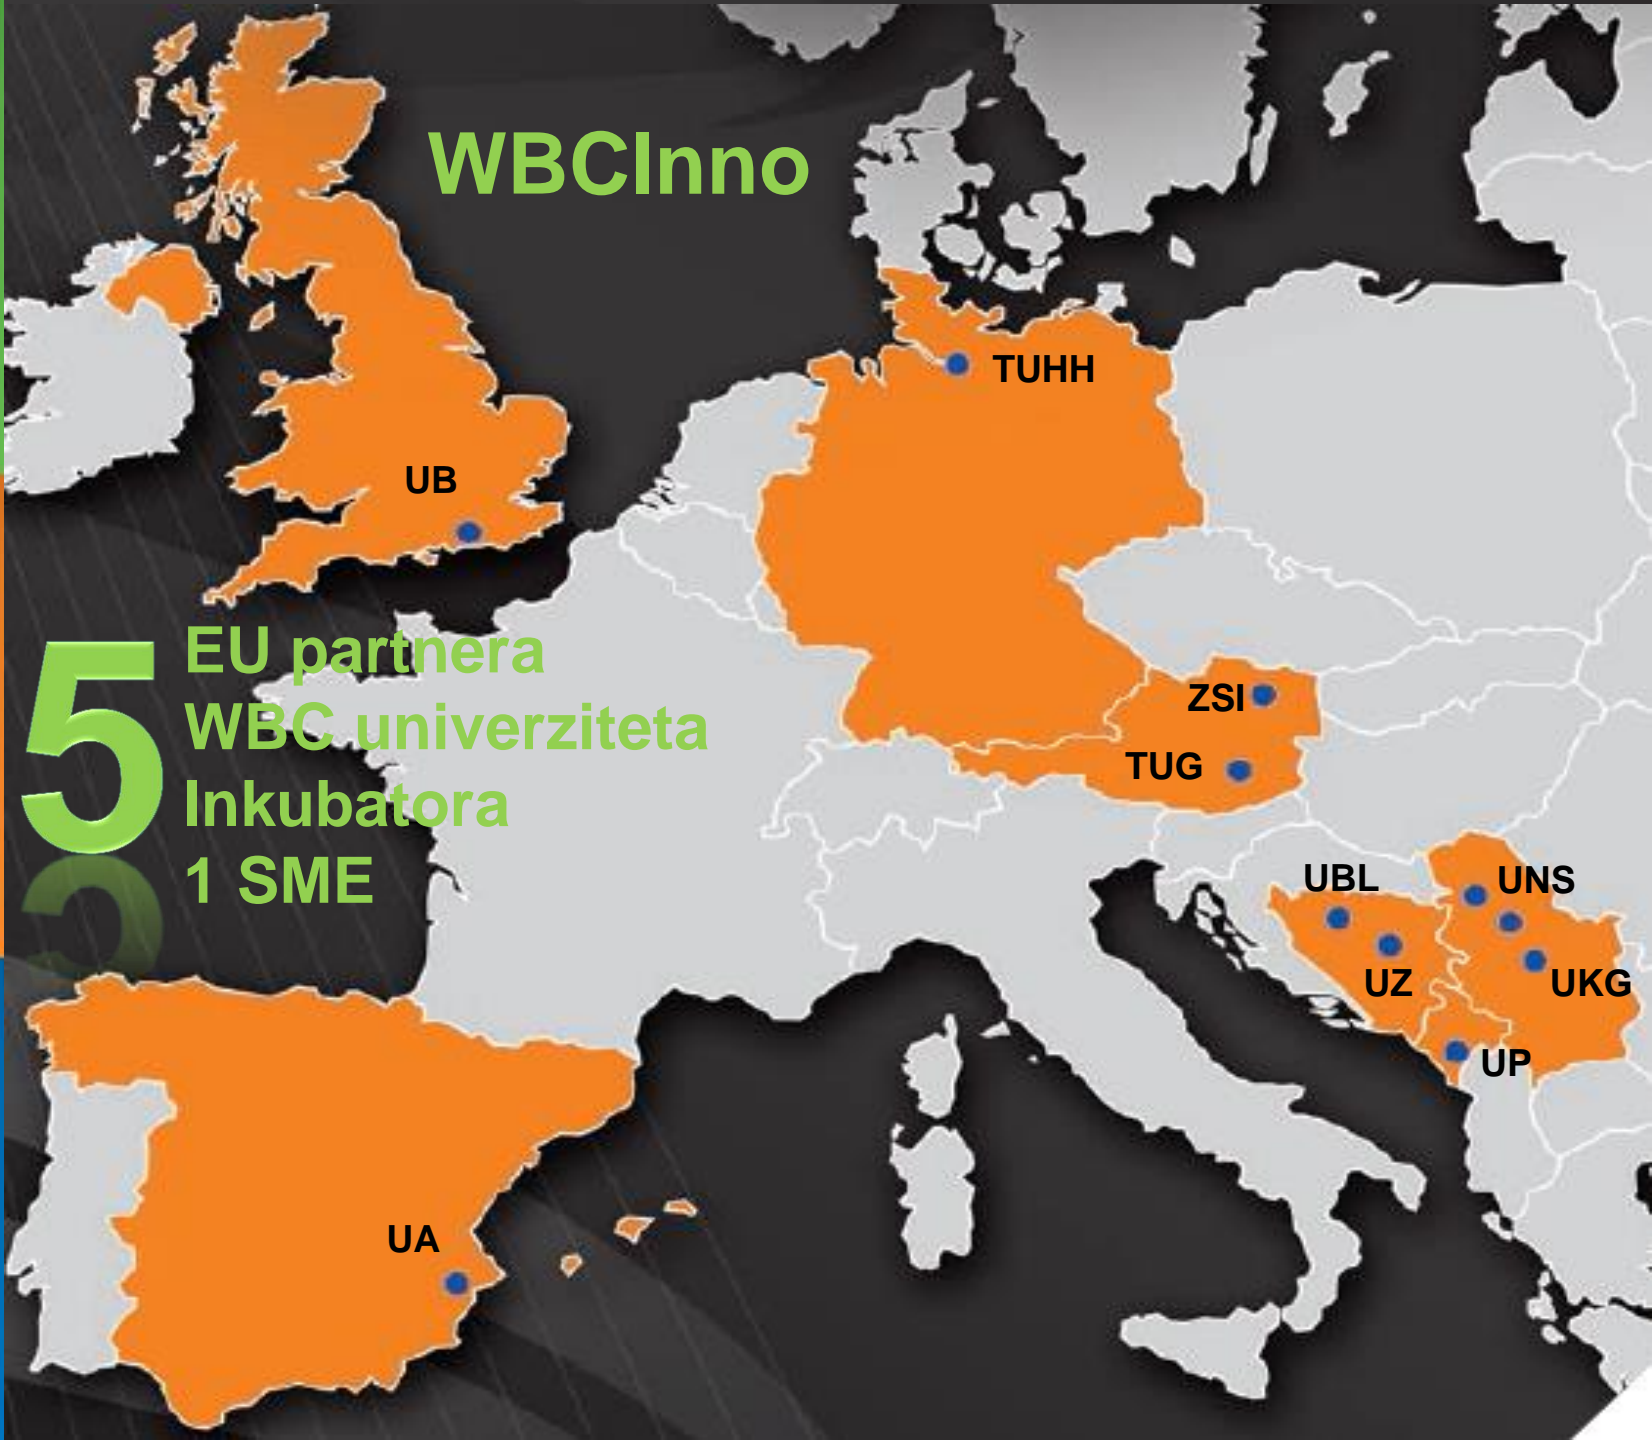 WBCInno
TUHH
UB
5
EU partnera
WBC univerziteta
Inkubatora
1 SME
ZSI
TUG
UBL
UNS
UZ
UKG
UP
UA